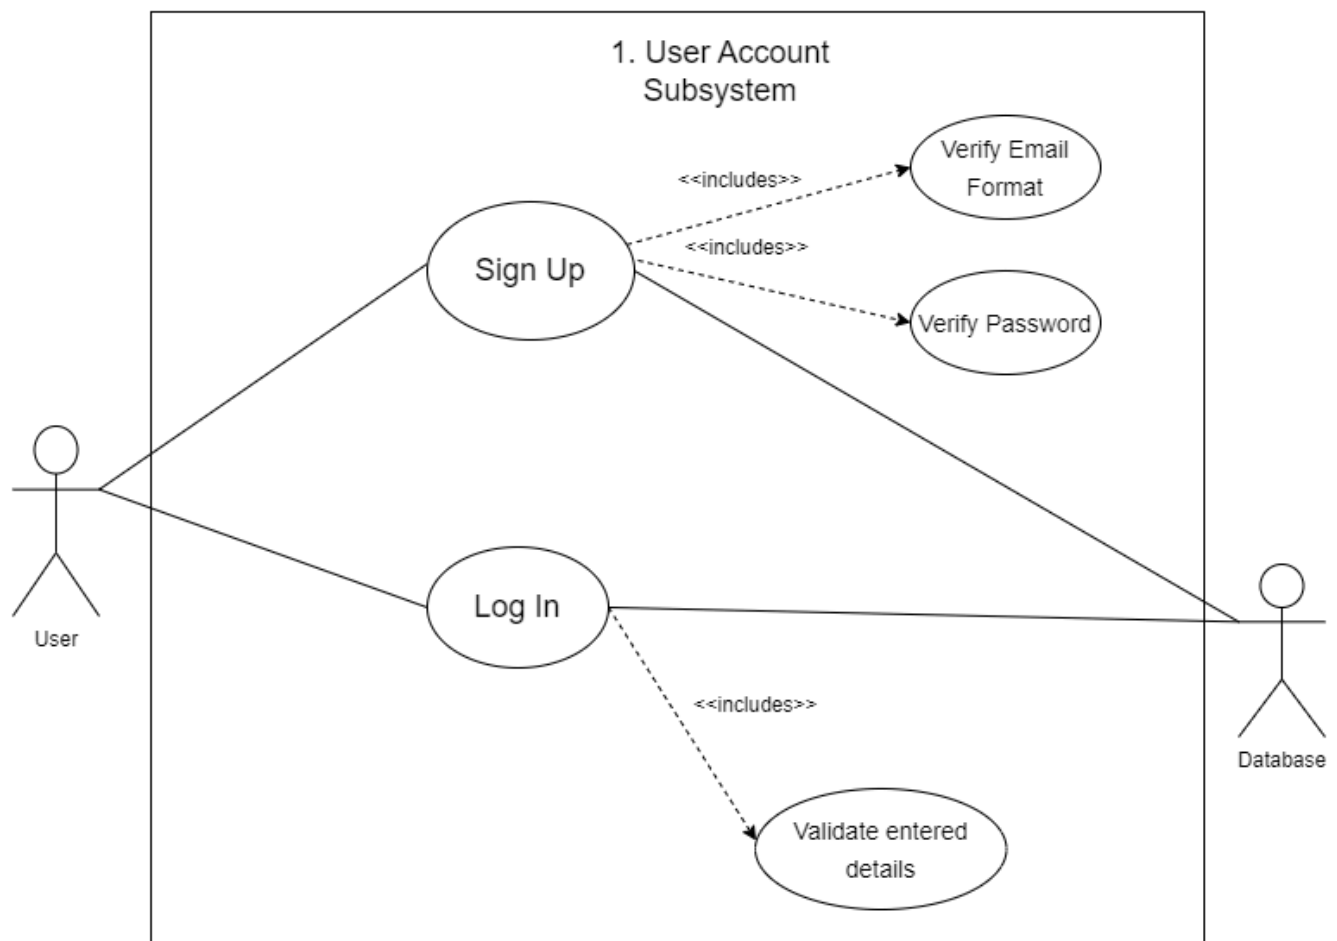 1. User Account
Subsystem
Verify Email
Format
<<includes>>
<<includes>>
Sign Up
Verify Password
User
Log In
<<includes>>
Database
Validate entered
details